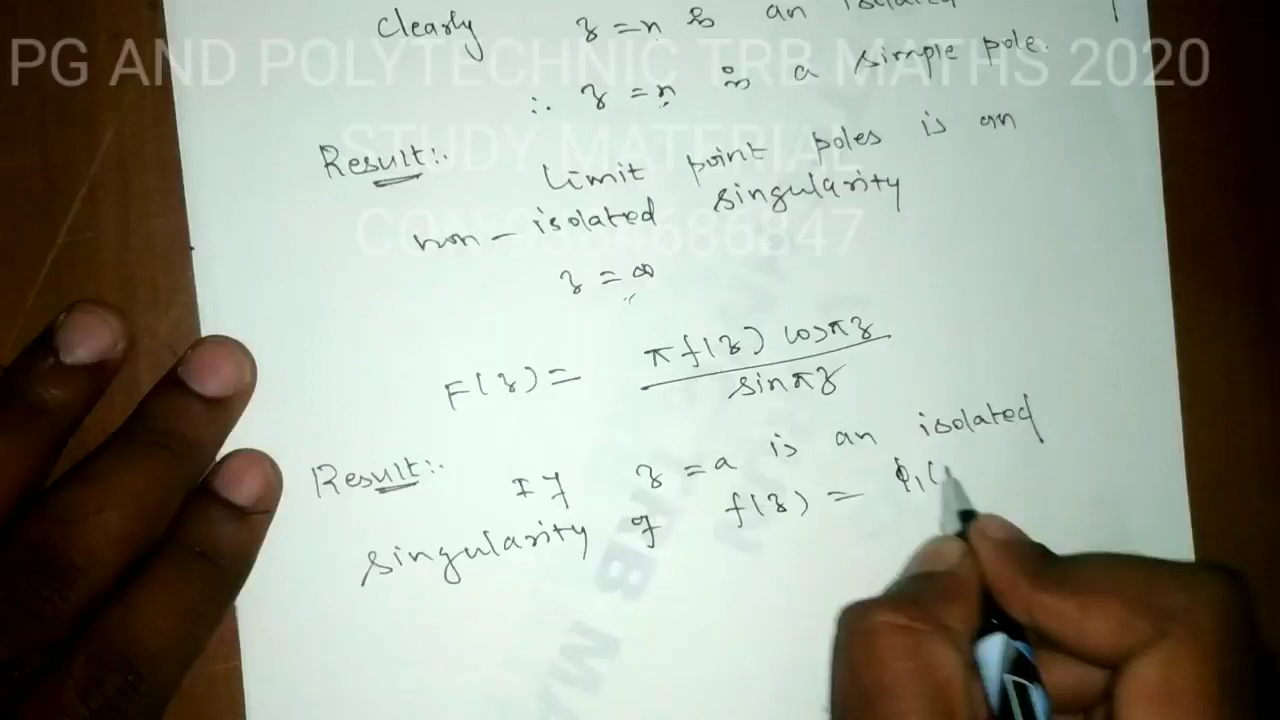 Clearly z = n is an isolated
PG AND POLYTECHNIC TRB MATHS 2020
∴ z = n is a simple pole.
STUDY MATERIAL
Result:. Limit point poles is an
non-isolated singularity
z = ∞
F(z) = πf(z) cosπz / sinπz
Result:. If z = a is an isolated
singularity of f(z) = φ₁(